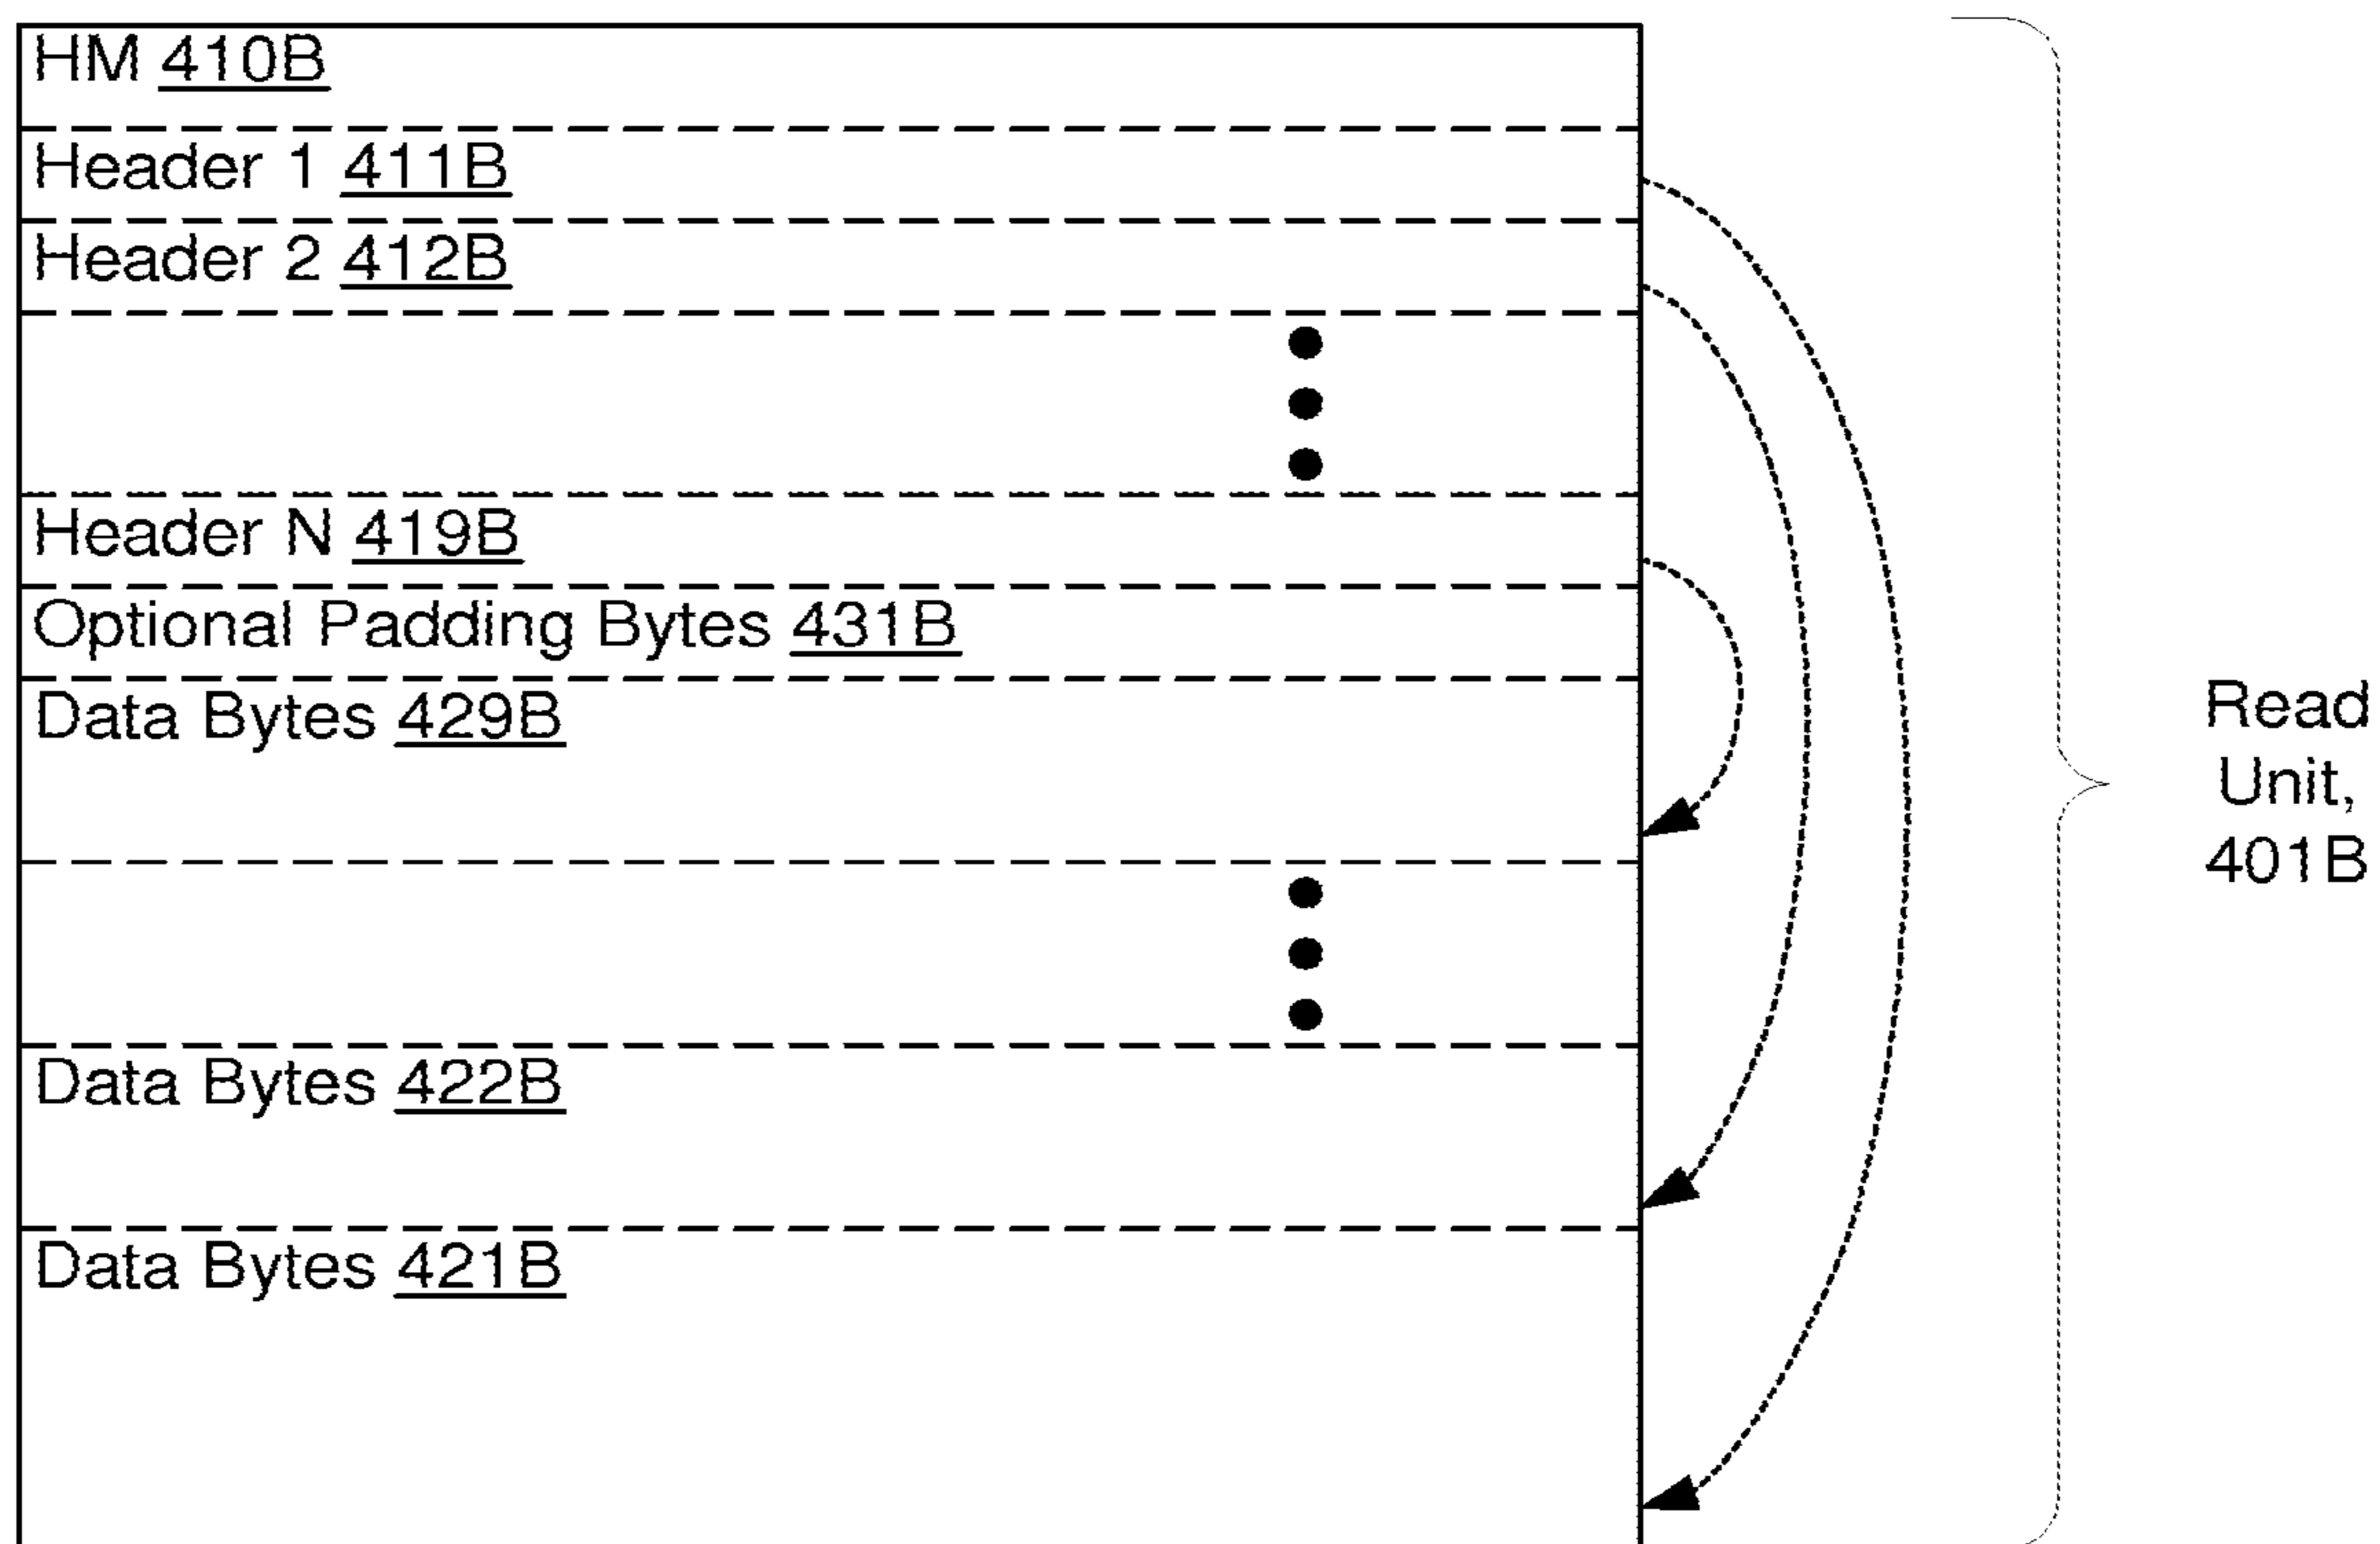 HM 410B
Header 1 411B
Header 2 412B
Header N 419B
Optional Padding Bytes 431B
Data Bytes 429B
Read
Unit,
401B
Data Bytes 422B
Data Bytes 421B